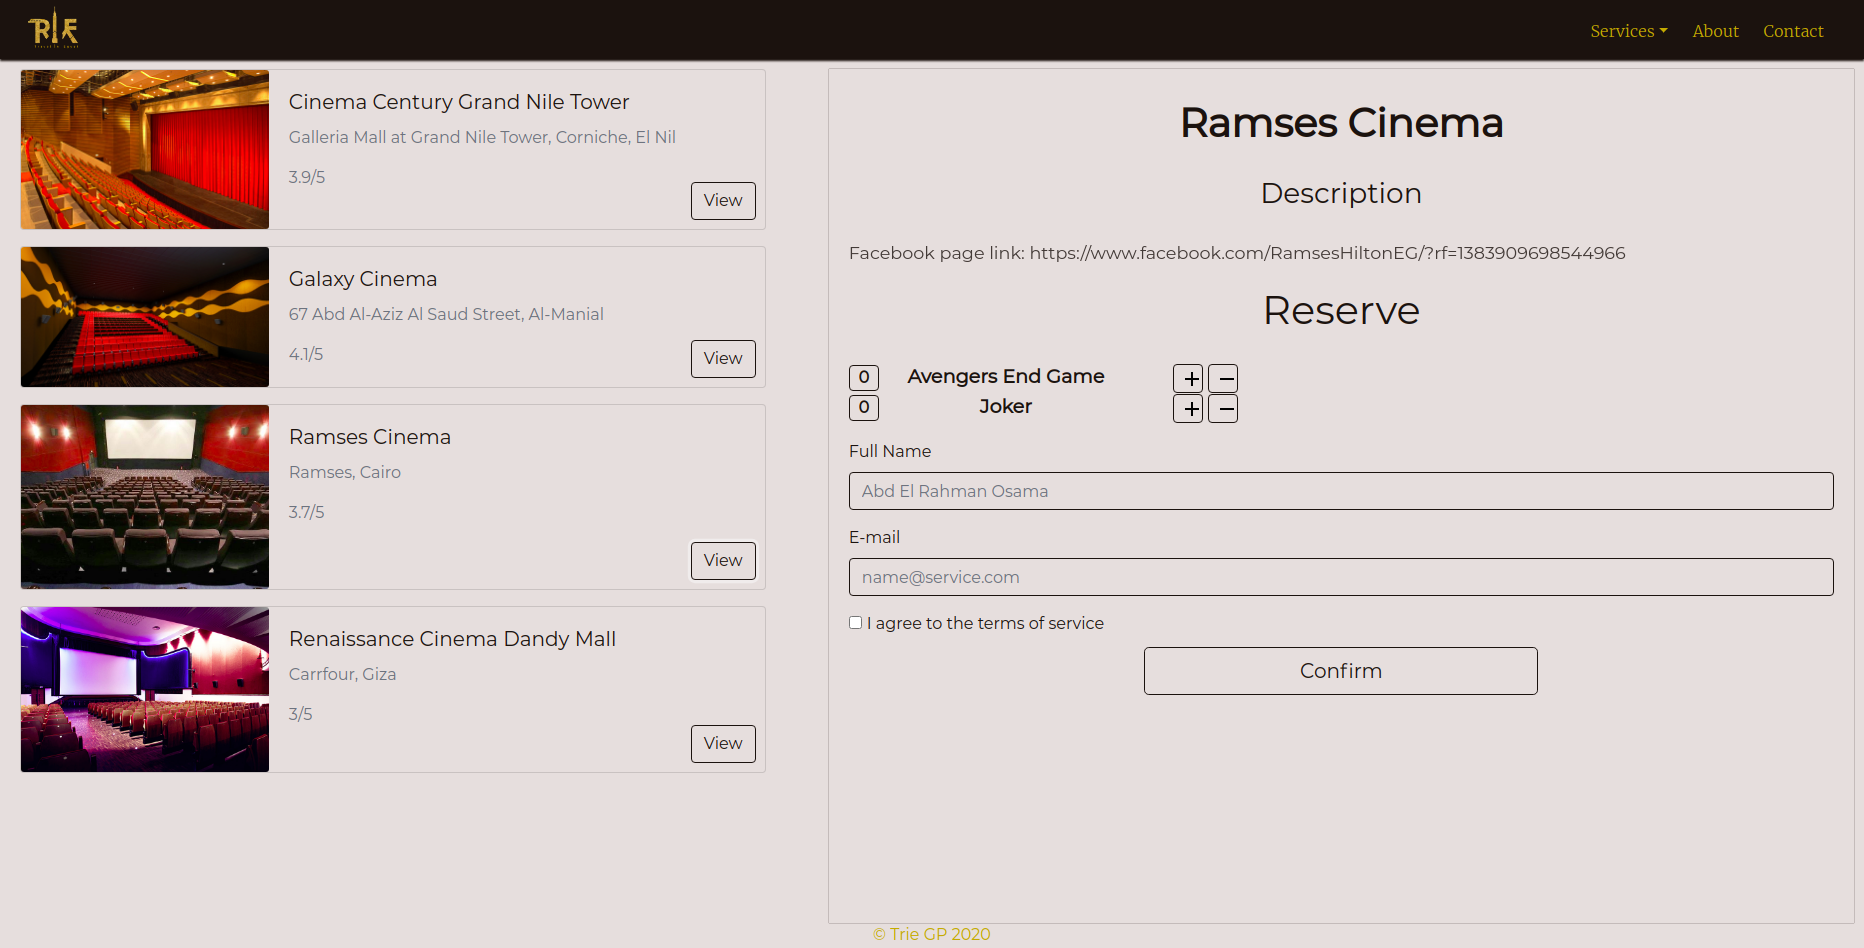 TRIE
Services
About
Contact
Cinema Century Grand Nile Tower
Galleria Mall at Grand Nile Tower, Corniche, El Nil
3.9/5
View
Galaxy Cinema
67 Abd Al-Aziz Al Saud Street, Al-Manial
4.1/5
View
Ramses Cinema
Ramses, Cairo
3.7/5
View
Renaissance Cinema Dandy Mall
Carrfour, Giza
3/5
View
Ramses Cinema
Description
Facebook page link: https://www.facebook.com/RamsesHiltonEG/?rf=1383909698544966
Reserve
0 Avengers End Game + −
0 Joker + −
Full Name
Abd El Rahman Osama
E-mail
name@service.com
I agree to the terms of service
Confirm
© Trie GP 2020